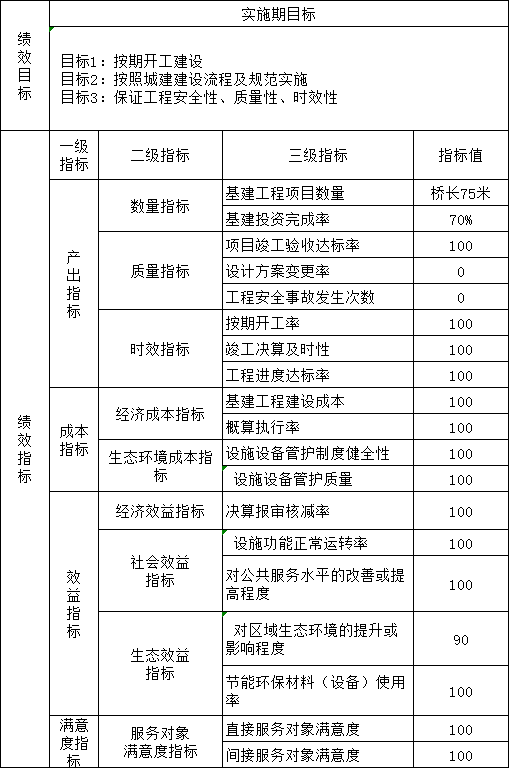 绩效目标
实施期目标
目标1：按期开工建设
目标2：按照城建建设流程及规范实施
目标3：保证工程安全性、质量性、时效性
绩效指标
一级指标
二级指标
三级指标
指标值
产出指标
数量指标
基建工程项目数量
桥长75米
基建投资完成率
70%
质量指标
项目竣工验收达标率
100
设计方案变更率
0
工程安全事故发生次数
0
时效指标
按期开工率
100
竣工决算及时性
100
工程进度达标率
100
成本指标
经济成本指标
基建工程建设成本
100
概算执行率
100
生态环境成本指标
设施设备管护制度健全性
100
设施设备管护质量
100
效益指标
经济效益指标
决算报审核减率
100
社会效益
指标
设施功能正常运转率
100
对公共服务水平的改善或提
高程度
100
生态效益
指标
对区域生态环境的提升或
影响程度
90
节能环保材料（设备）使用
率
100
满意度指标
服务对象
满意度指标
直接服务对象满意度
100
间接服务对象满意度
100